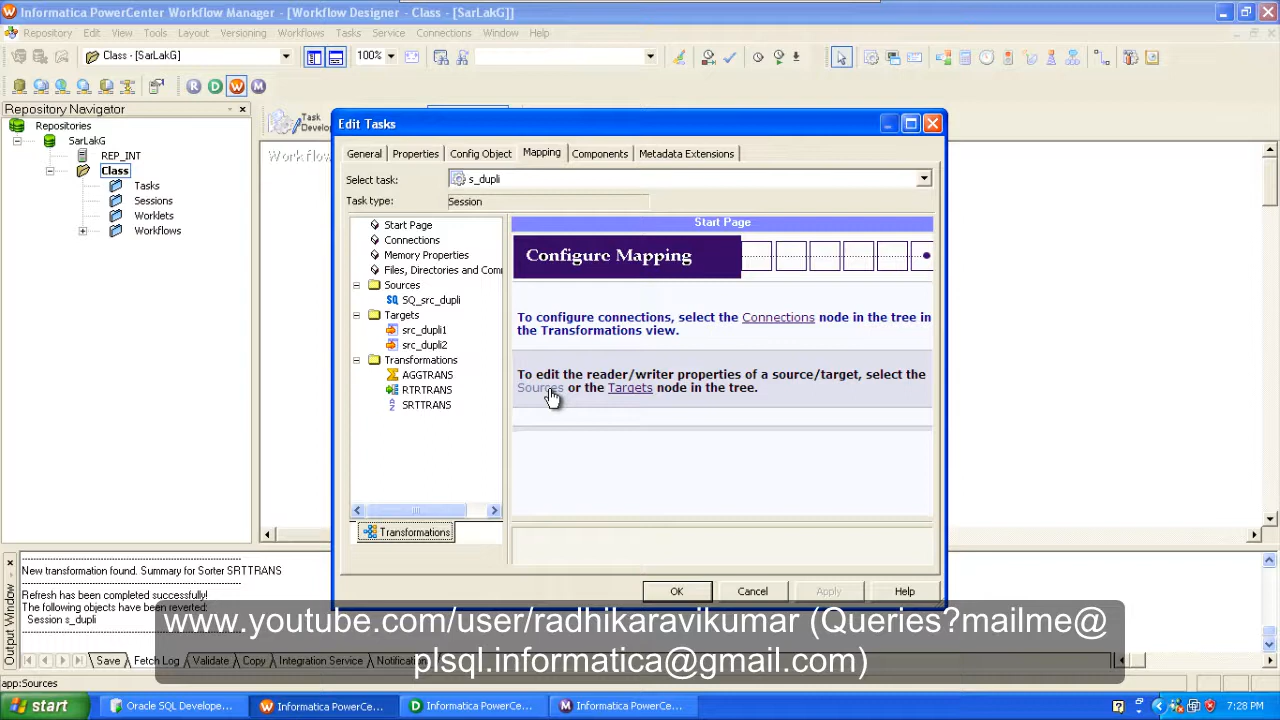 Informatica PowerCenter Workflow Manager - [Workflow Designer - Class - [SarLakG]]
Repository Edit View Tools Layout Versioning Workflows Tasks Service Connections Window Help
Class - [SarLakG]
100%
R D W M
Repository Navigator
Repositories
SarLakG
REP_INT
Class
Tasks
Sessions
Worklets
Workflows
Task
Develo
Workflow
Edit Tasks
General Properties Config Object Mapping Components Metadata Extensions
Select task: s_dupli
Task type: Session
Start Page
Connections
Memory Properties
Files, Directories and Com
Sources
SQ_src_dupli
Targets
src_dupli1
src_dupli2
Transformations
AGGTRANS
RTRTRANS
SRTTRANS
Transformations
Start Page
Configure Mapping
To configure connections, select the Connections node in the tree in
the Transformations view.
To edit the reader/writer properties of a source/target, select the
Sources or the Targets node in the tree.
OK Cancel Apply Help
Output Window
New transformation found. Summary for Sorter SRTTRANS
Refresh has been completed successfully!
The following objects have been reverted:
Session s_dupli
Save Fetch Log Validate Copy Integration Service Notification
www.youtube.com/user/radhikaravikumar (Queries?mailme@
plsql.informatica@gmail.com)
app:Sources
start Oracle SQL Develope... Informatica PowerCe... Informatica PowerCe... Informatica PowerCe... 7:28 PM